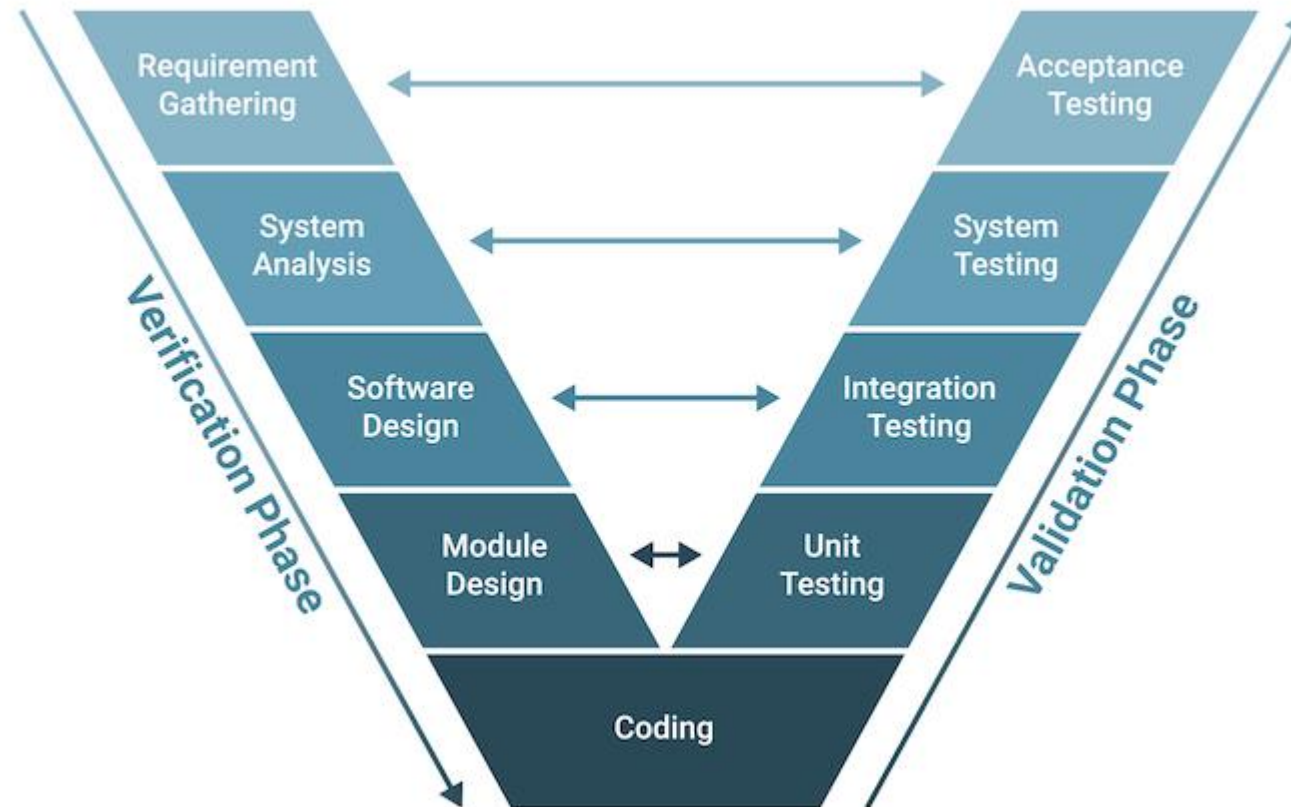 Requirement
Gathering
Acceptance
Testing
System
Analysis
System
Testing
Software
Design
Integration
Testing
Module
Design
Unit
Testing
Coding
Verification Phase
Validation Phase